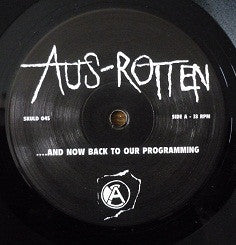 AUS-ROTTEN
SKULD 045
SIDE A - 33 RPM
....AND NOW BACK TO OUR PROGRAMMING
A